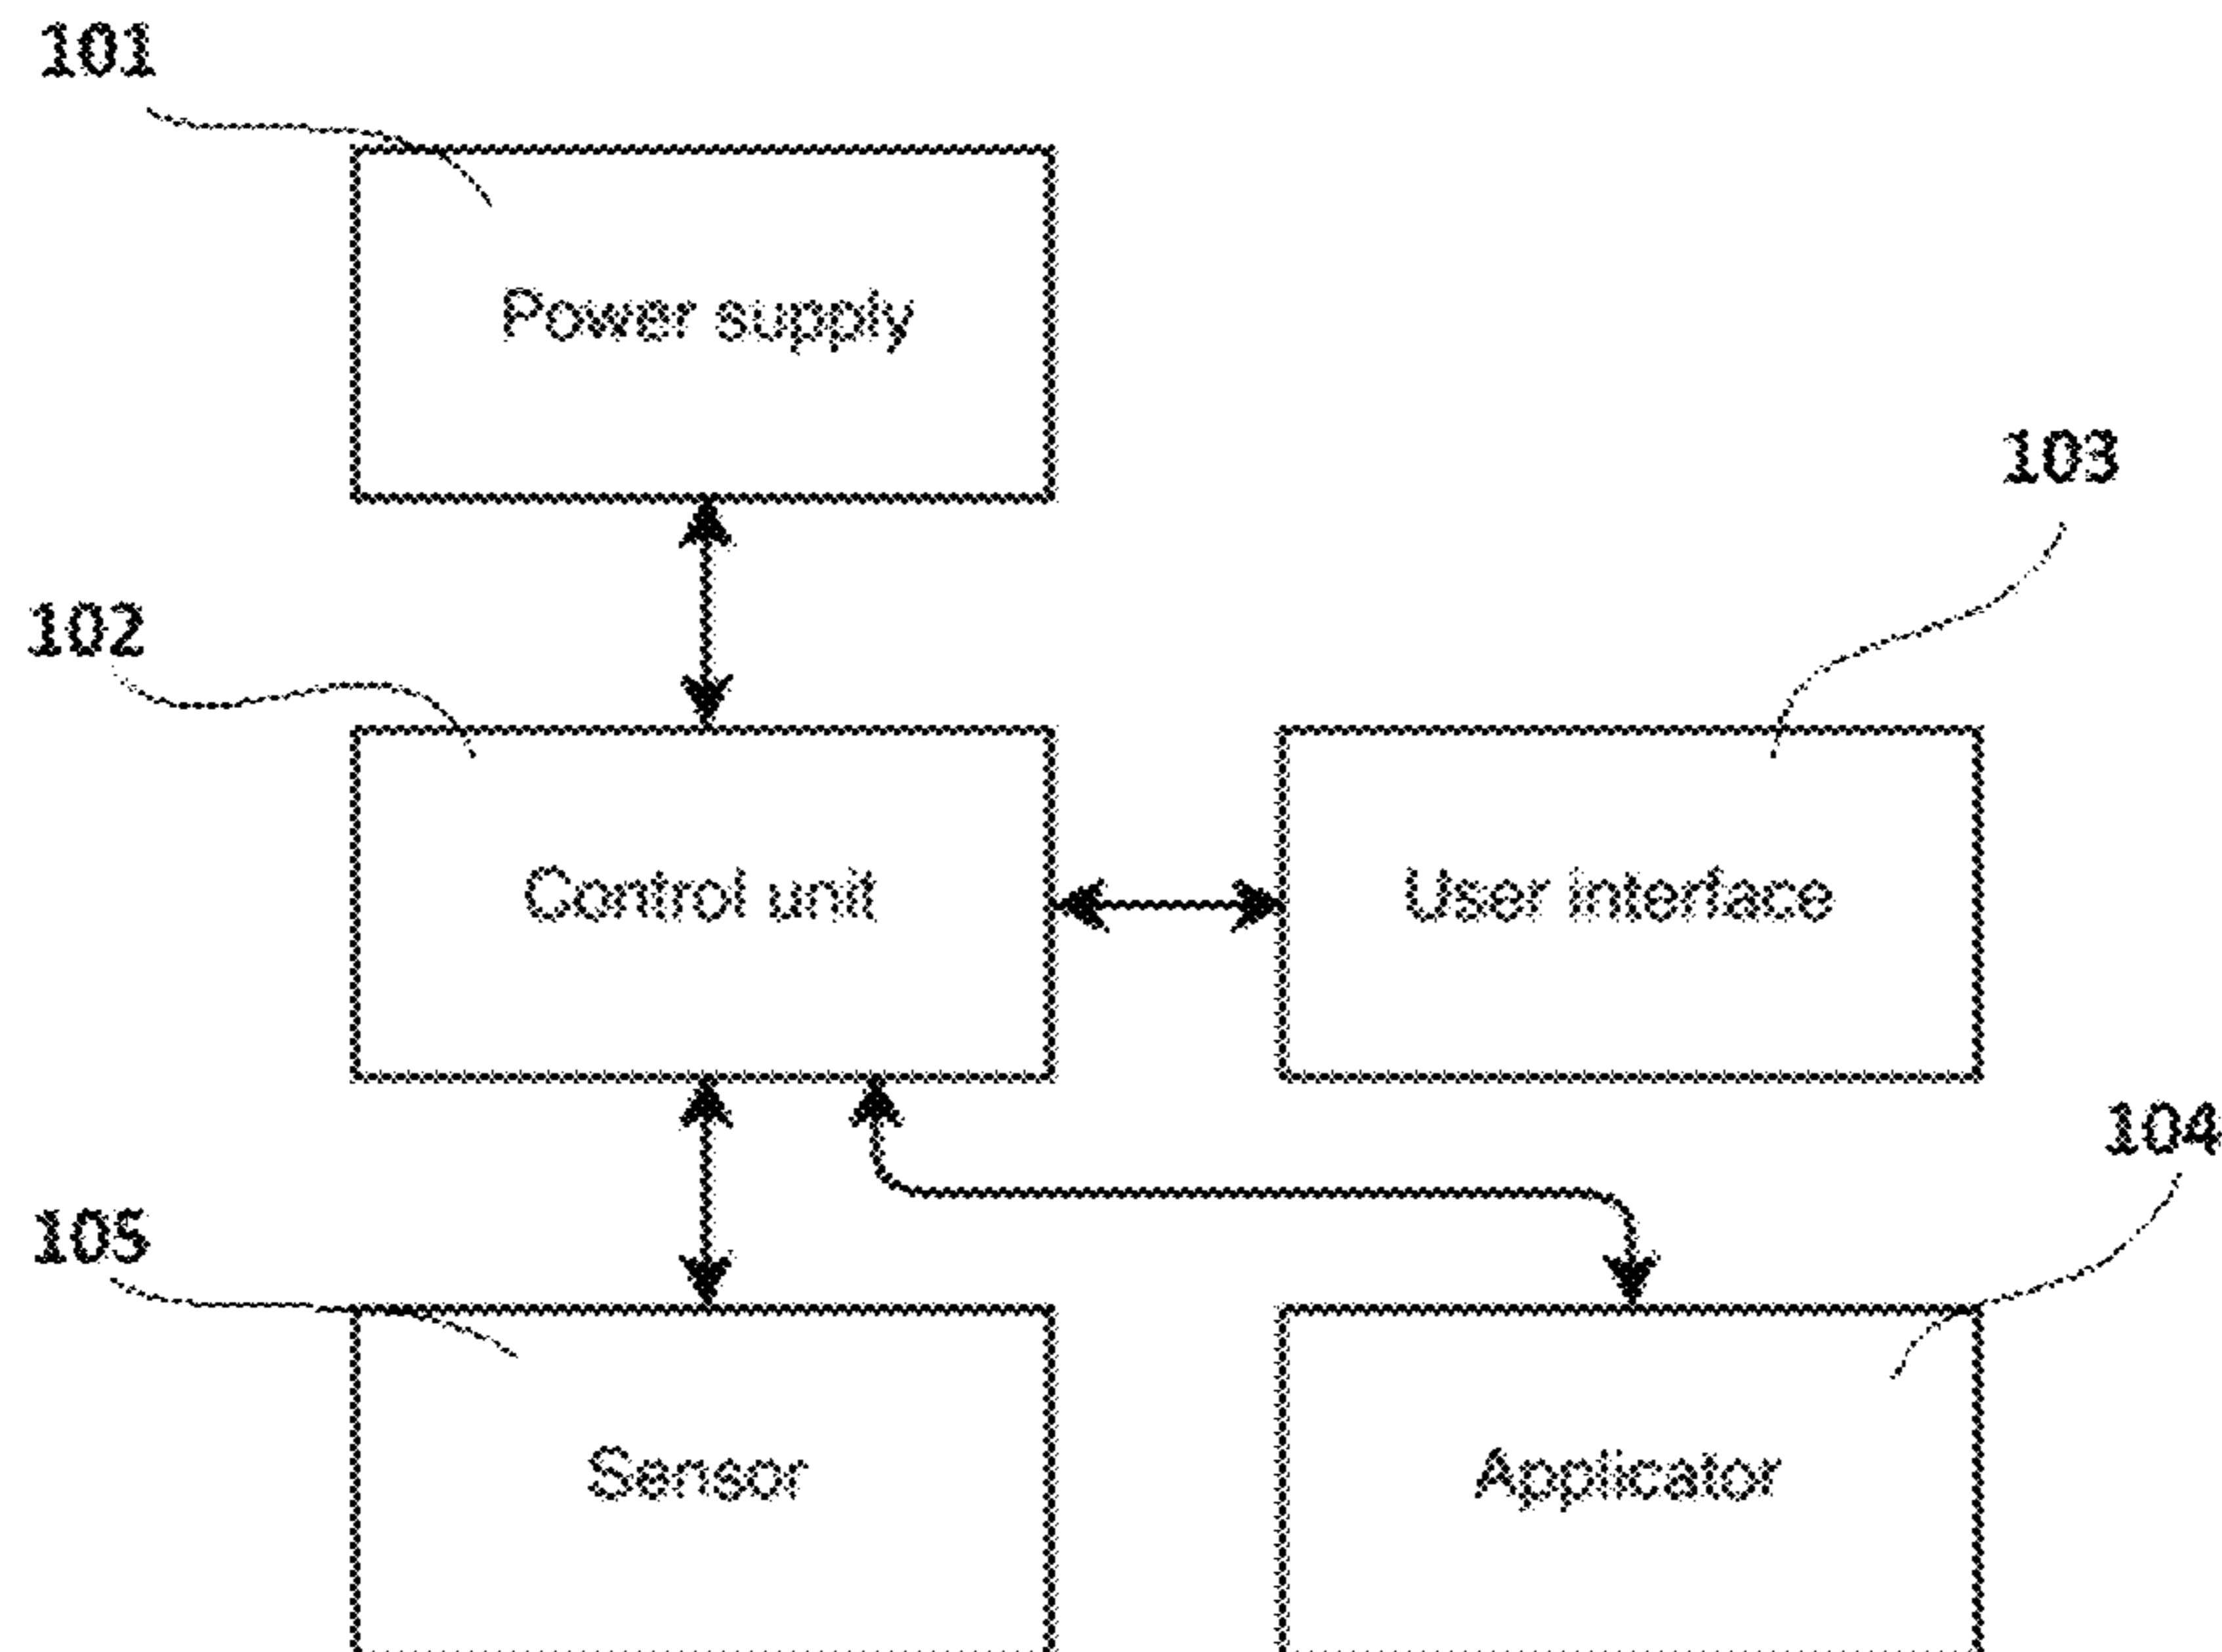 101
Power supply
103
102
Control unit
User interface
104
105
Sensor
Applicator